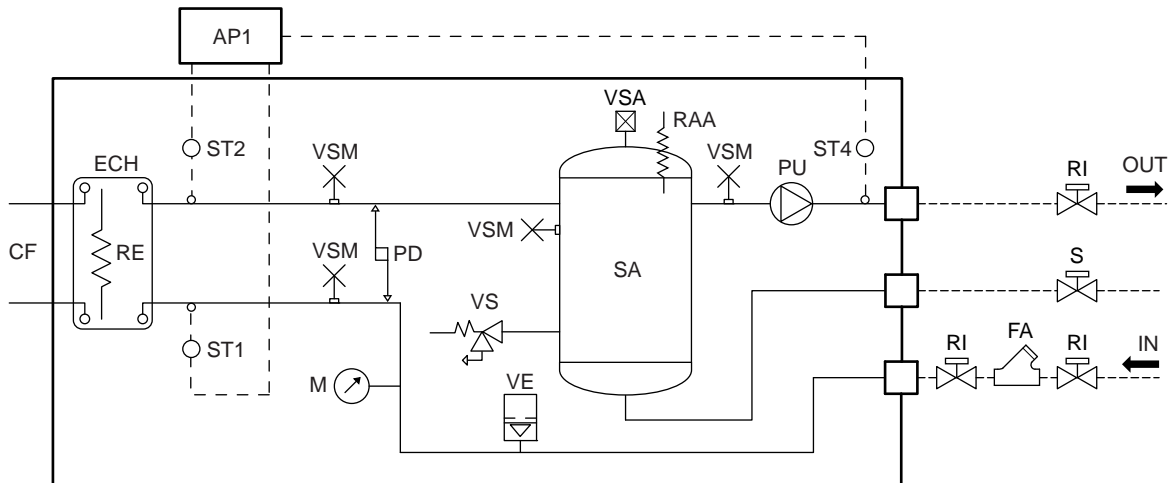 AP1
VSA
RAA
ST2
VSM
VSM
ST4
ECH
PU
RI
OUT
VSM
CF
RE
VSM
PD
SA
S
VS
ST1
RI
FA
RI
IN
M
VE